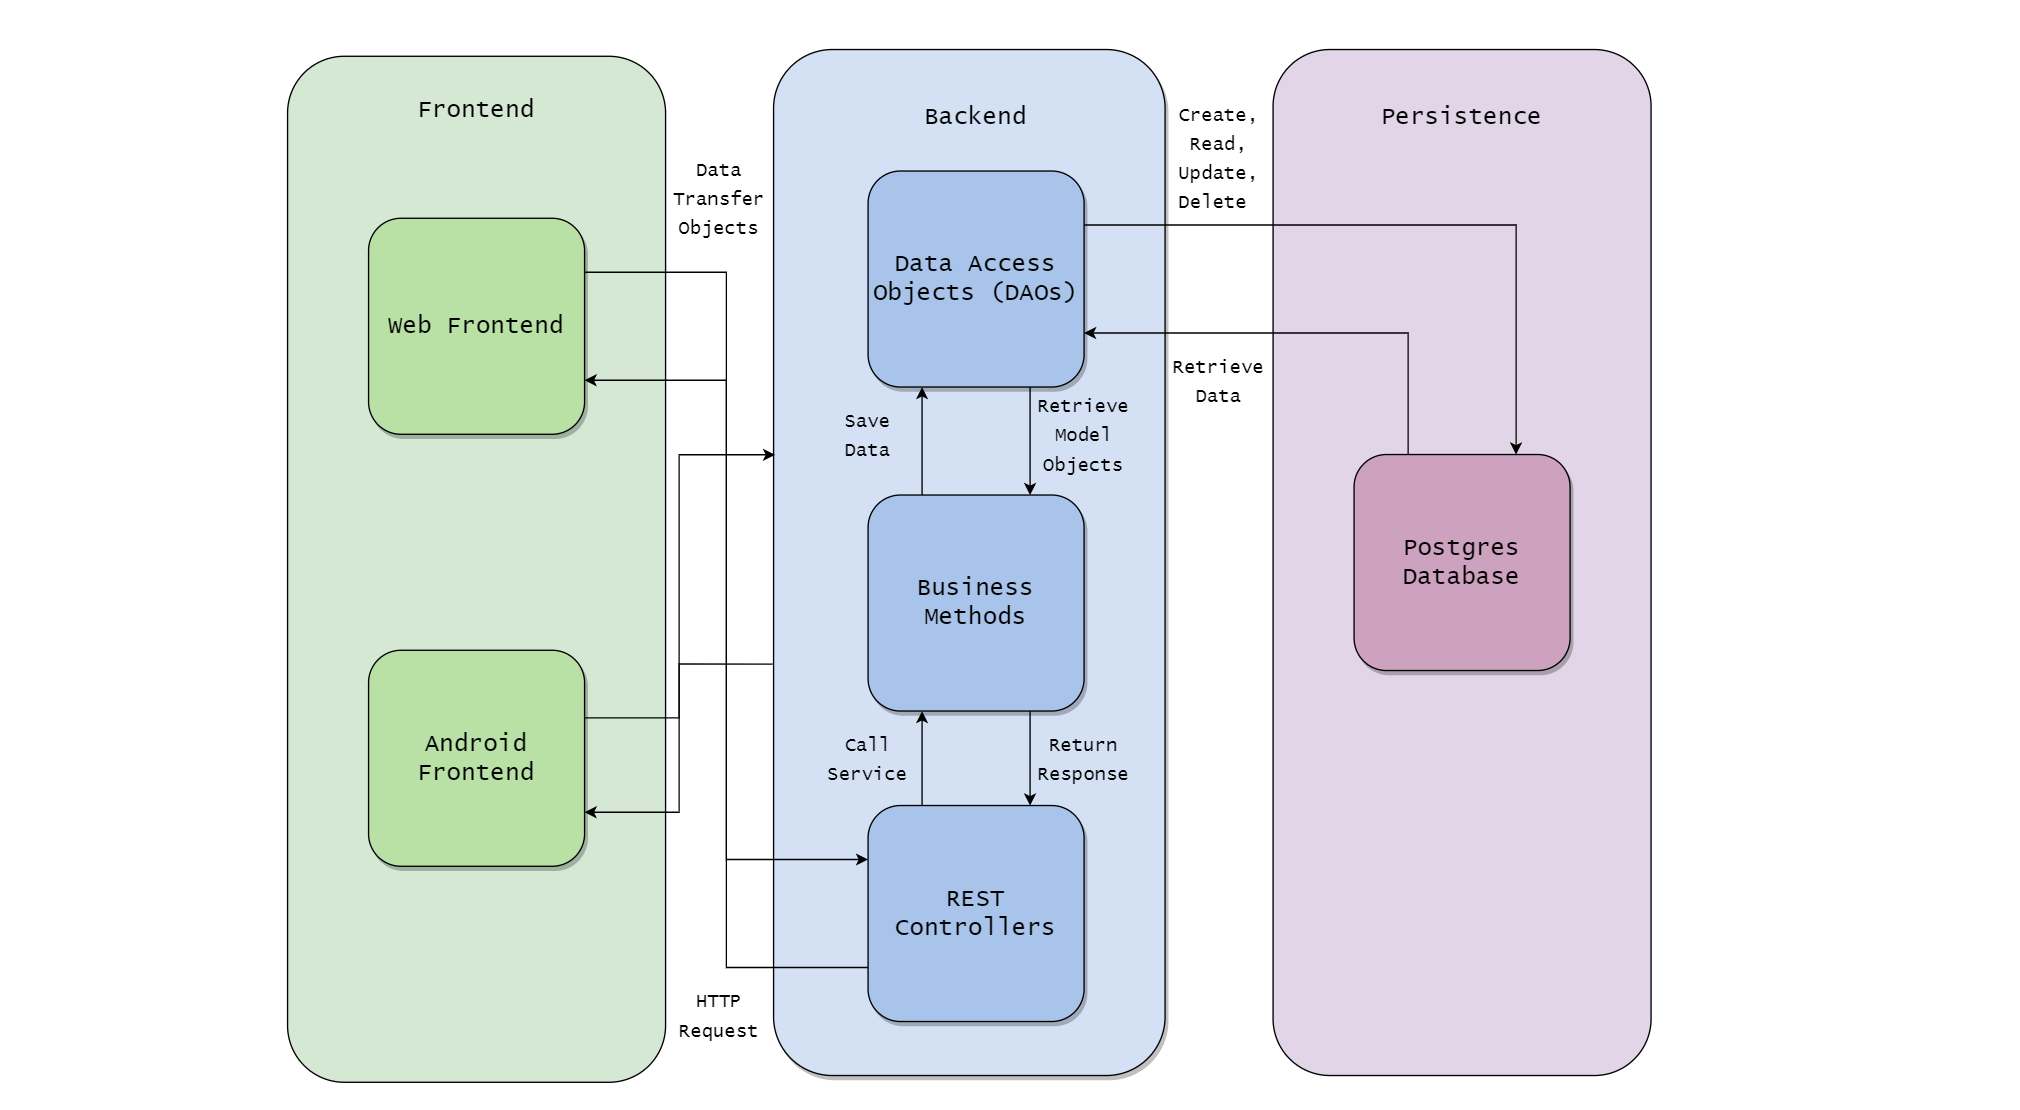 Frontend
Web Frontend
Android
Frontend
Data
Transfer
Objects
HTTP
Request
Backend
Data Access
Objects (DAOs)
Save
Data
Retrieve
Model
Objects
Business
Methods
Call
Service
Return
Response
REST
Controllers
Create,
Read,
Update,
Delete
Retrieve
Data
Persistence
Postgres
Database